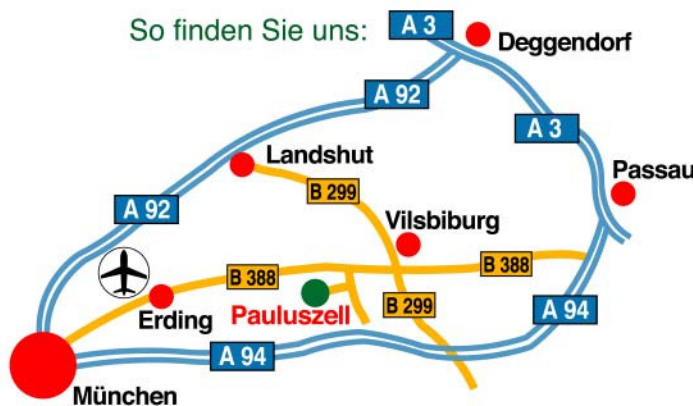 So finden Sie uns:
A 3
Deggendorf
A 92
A 3
Landshut
Passau
B 299
A 92
Vilsbiburg
B 388
B 388
Erding
Pauluszell
B 299
A 94
A 94
München